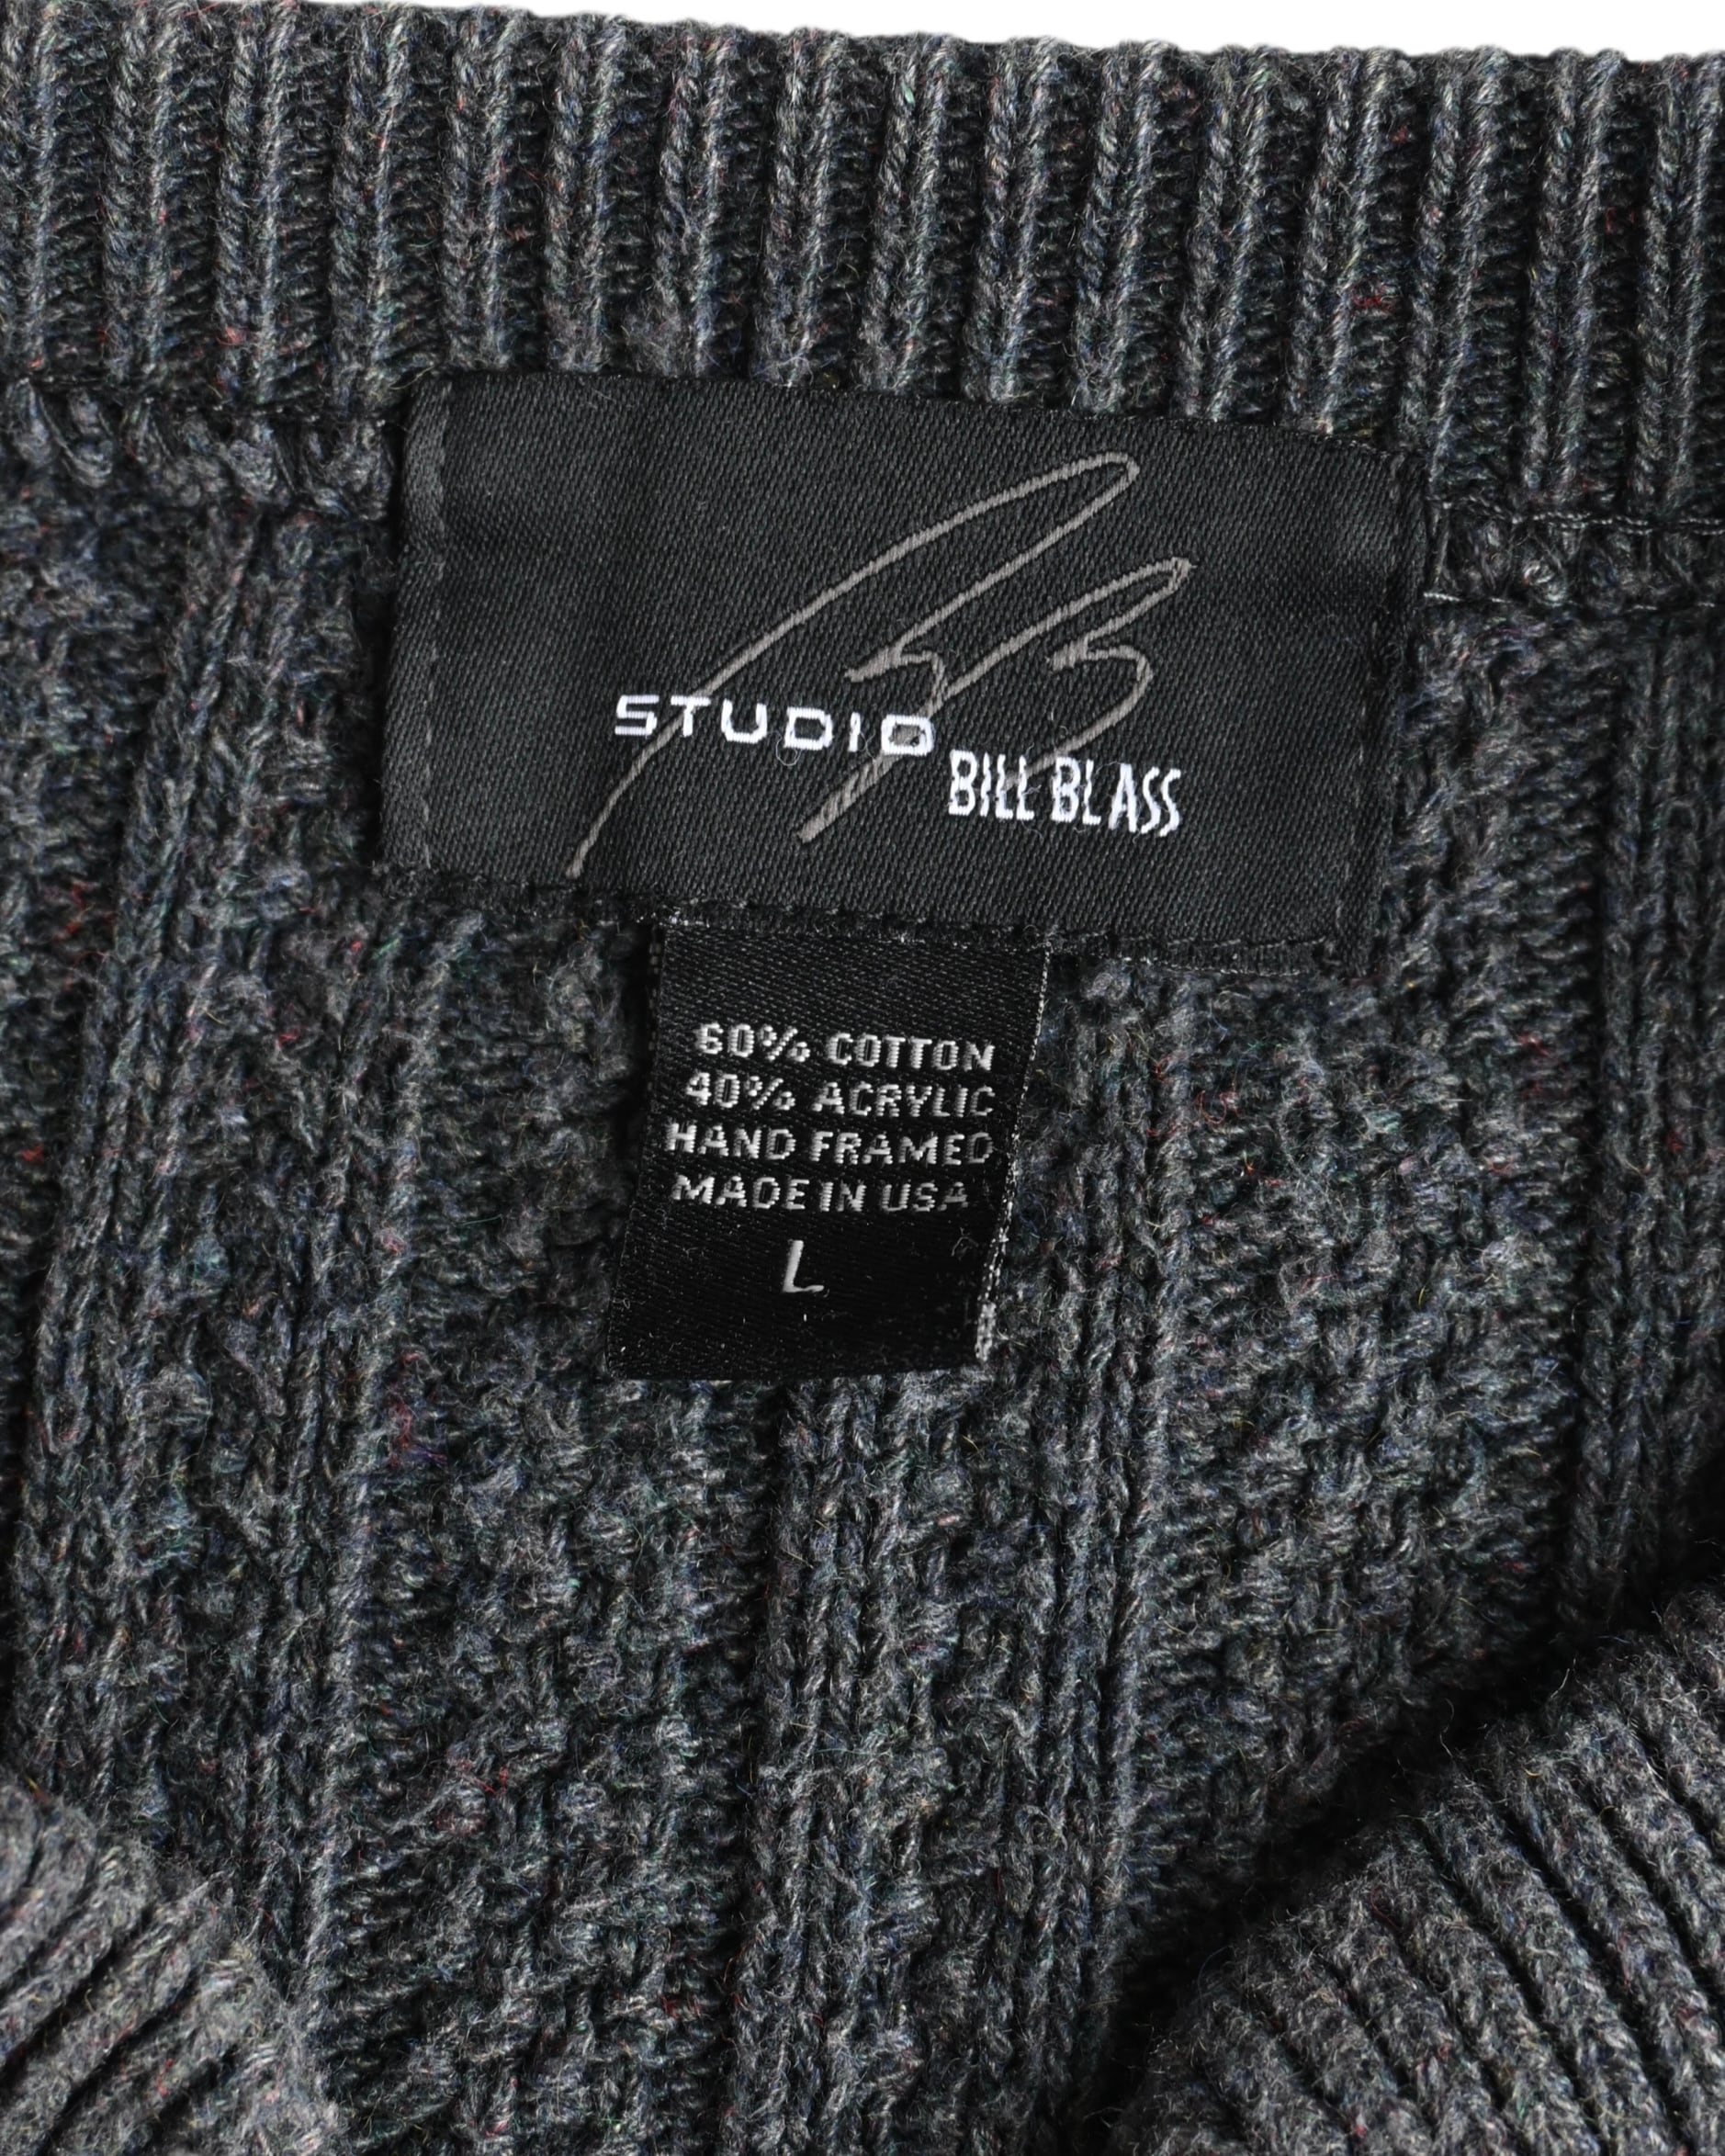 STUDIO
BILL BLASS
60% COTTON
40% ACRYLIC
HAND FRAMED
MADE IN USA
L